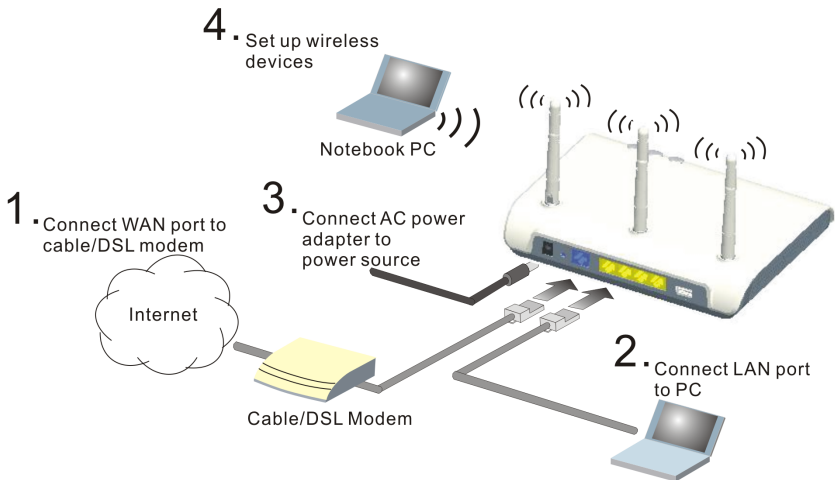 4. Set up wireless
devices
Notebook PC
1. Connect WAN port to
cable/DSL modem
3. Connect AC power
adapter to
power source
Internet
Cable/DSL Modem
2. Connect LAN port
to PC